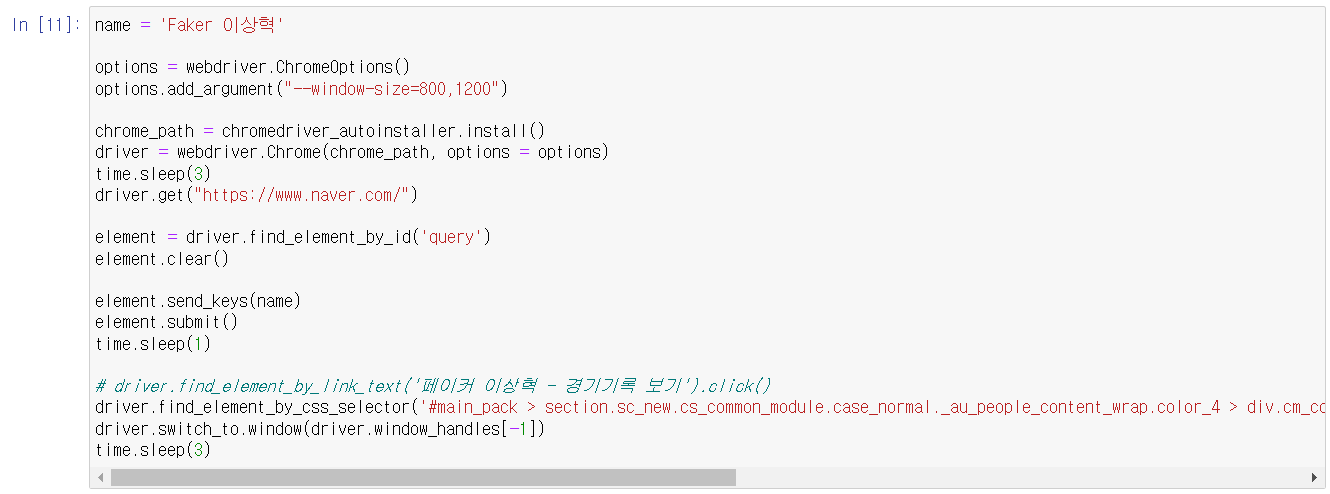 In [11]:
name = 'Faker 이상혁'
options = webdriver.ChromeOptions()
options.add_argument("--window-size=800,1200")
chrome_path = chromedriver_autoinstaller.install()
driver = webdriver.Chrome(chrome_path, options = options)
time.sleep(3)
driver.get("https://www.naver.com/")
element = driver.find_element_by_id('query')
element.clear()
element.send_keys(name)
element.submit()
time.sleep(1)
# driver.find_element_by_link_text('페이커 이상혁 - 경기기록 보기').click()
driver.find_element_by_css_selector('#main_pack > section.sc_new.cs_common_module.case_normal._au_people_content_wrap.color_4 > div.cm_co
driver.switch_to.window(driver.window_handles[-1])
time.sleep(3)